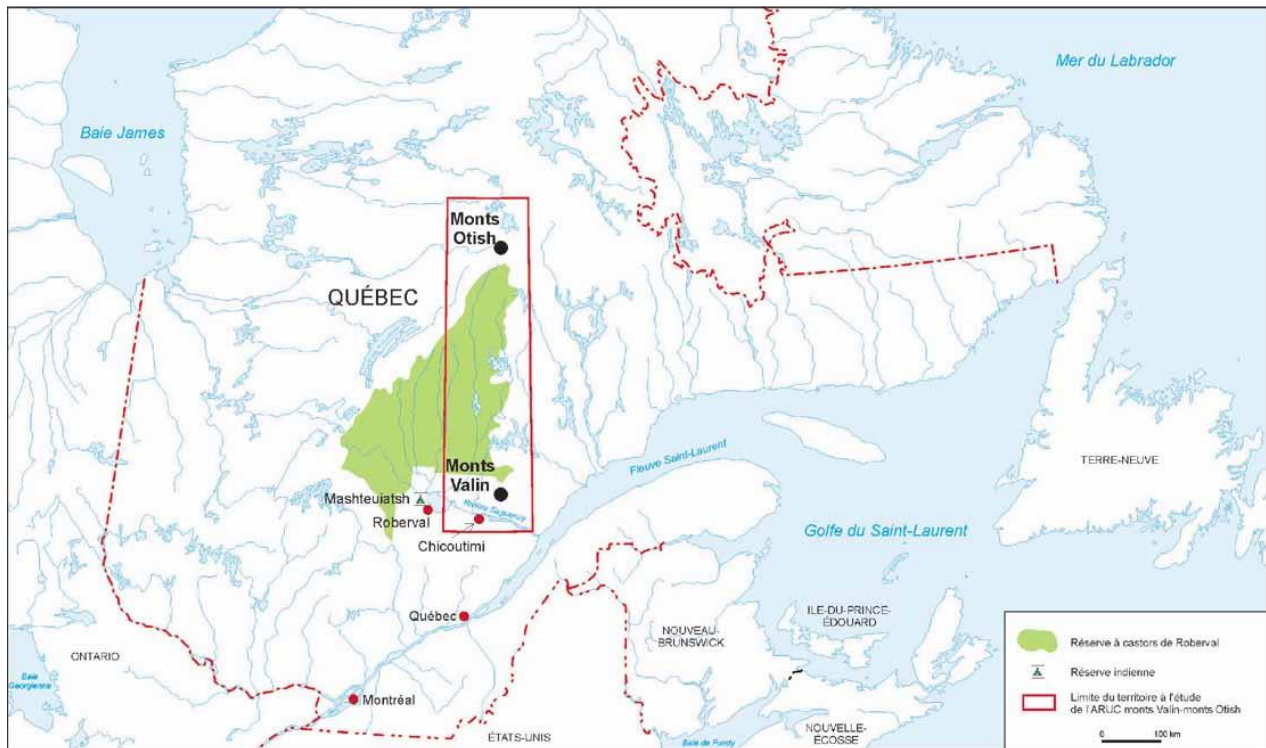 Mer du Labrador
Baie James
Monts
Otish
QUÉBEC
Fleuve Saint-Laurent
TERRE-NEUVE
Monts
Valin
Mashteuiatsh
Rivière Saguenay
Roberval
Chicoutimi
Golfe du Saint-Laurent
Québec
ILE-DU-PRINCE-
ÉDOUARD
NOUVEAU-
BRUNSWICK
ONTARIO
Baie
Georgienne
Montréal
ÉTATS-UNIS
Baie de Fundy
NOUVELLE-
ÉCOSSE
Réserve à castors de Roberval
Réserve indienne
Limite du territoire à l'étude
de l'ARUC monts Valin-monts Otish
0 100 km